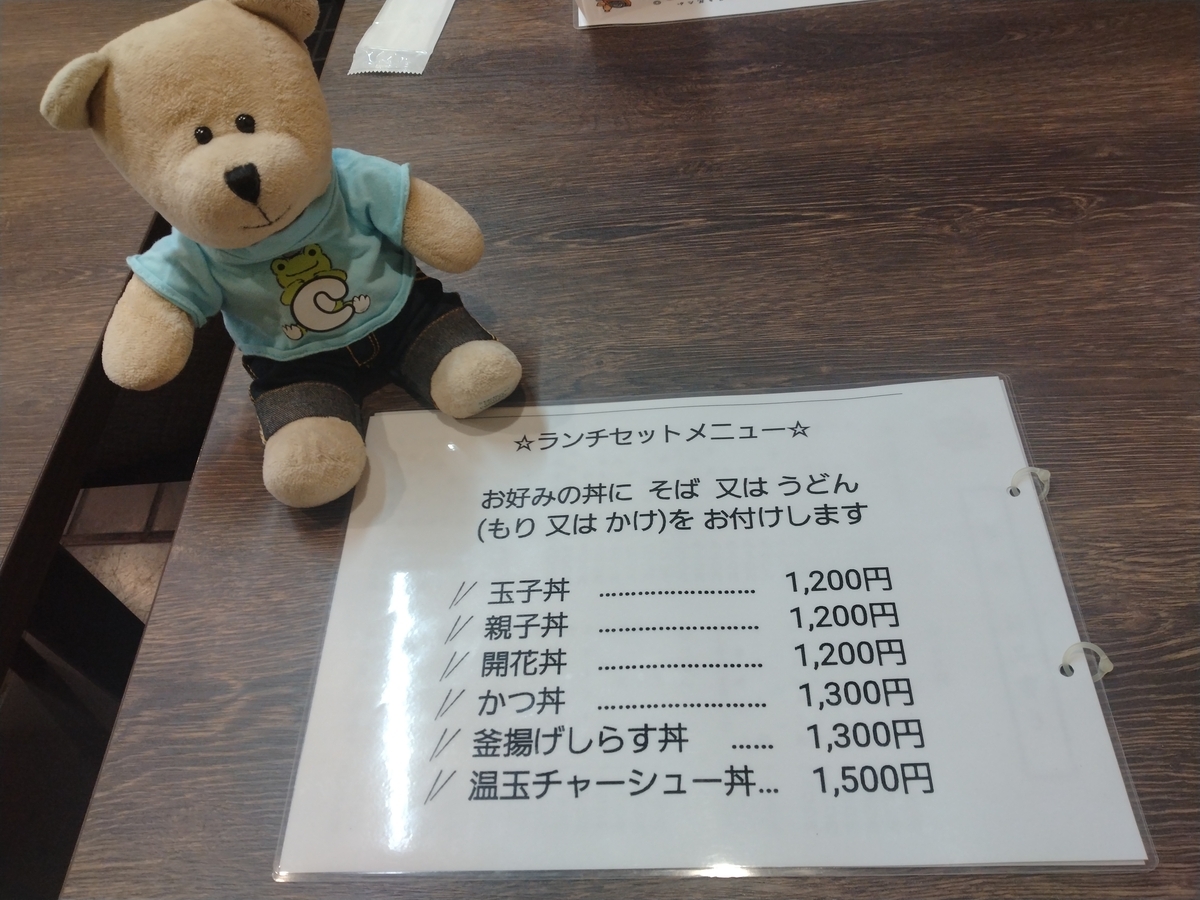 C
☆ランチセットメニュー☆
お好みの丼に そば 又は うどん
(もり 又は かけ)を お付けします
// 玉子丼 ........................ 1,200円
// 親子丼 ........................ 1,200円
// 開花丼 ........................ 1,200円
// かつ丼 ........................ 1,300円
// 釜揚げしらす丼 ...... 1,300円
// 温玉チャーシュー丼... 1,500円